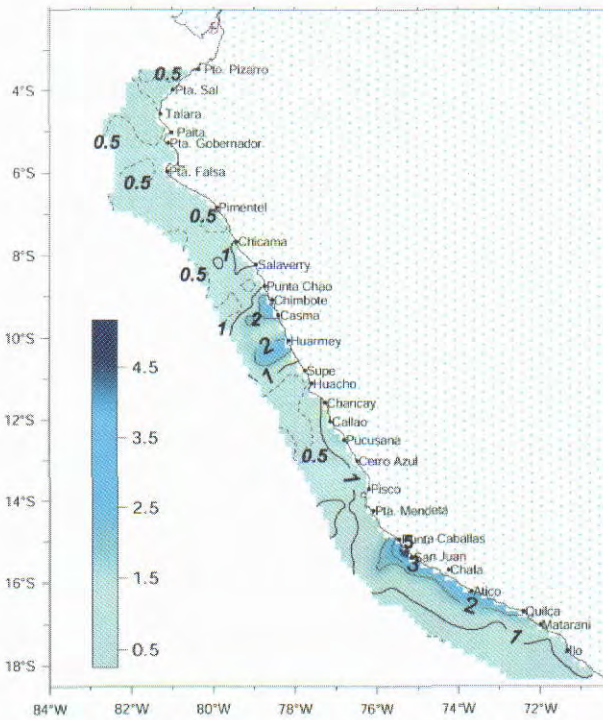 0.5
Pto. Pizarro
4°S
Pta. Sal
Talara
0.5
Paita
Pta. Gobernador
6°S
Pta. Falsa
0.5
0.5
Pimentel
Chicama
8°S
1
Salaverry
0.5
Punta Chao
Chimbote
1
2
Casma
10°S
2
Huarmey
1
Supe
Huacho
4.5
Chancay
12°S
Callao
3.5
Pucusana
0.5
Cerro Azul
1
2.5
Pisco
14°S
Pta. Mendeta
5
Punta Caballas
3
San Juan
1.5
Chala
16°S
Atico
2
Quilca
1
Matarani
0.5
Ilo
18°S
84°W
82°W
80°W
78°W
76°W
74°W
72°W